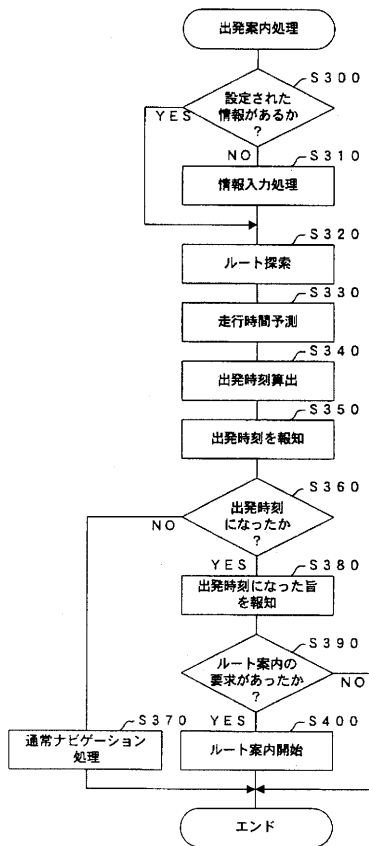 出発案内処理
S300
設定された
情報があるか
?
YES
NO
S310
情報入力処理
S320
ルート探索
S330
走行時間予測
S340
出発時刻算出
S350
出発時刻を報知
S360
出発時刻
になったか
?
NO
YES
S380
出発時刻になった旨
を報知
S390
ルート案内の
要求があったか
?
NO
S370
YES
S400
通常ナビゲーション
処理
ルート案内開始
エンド